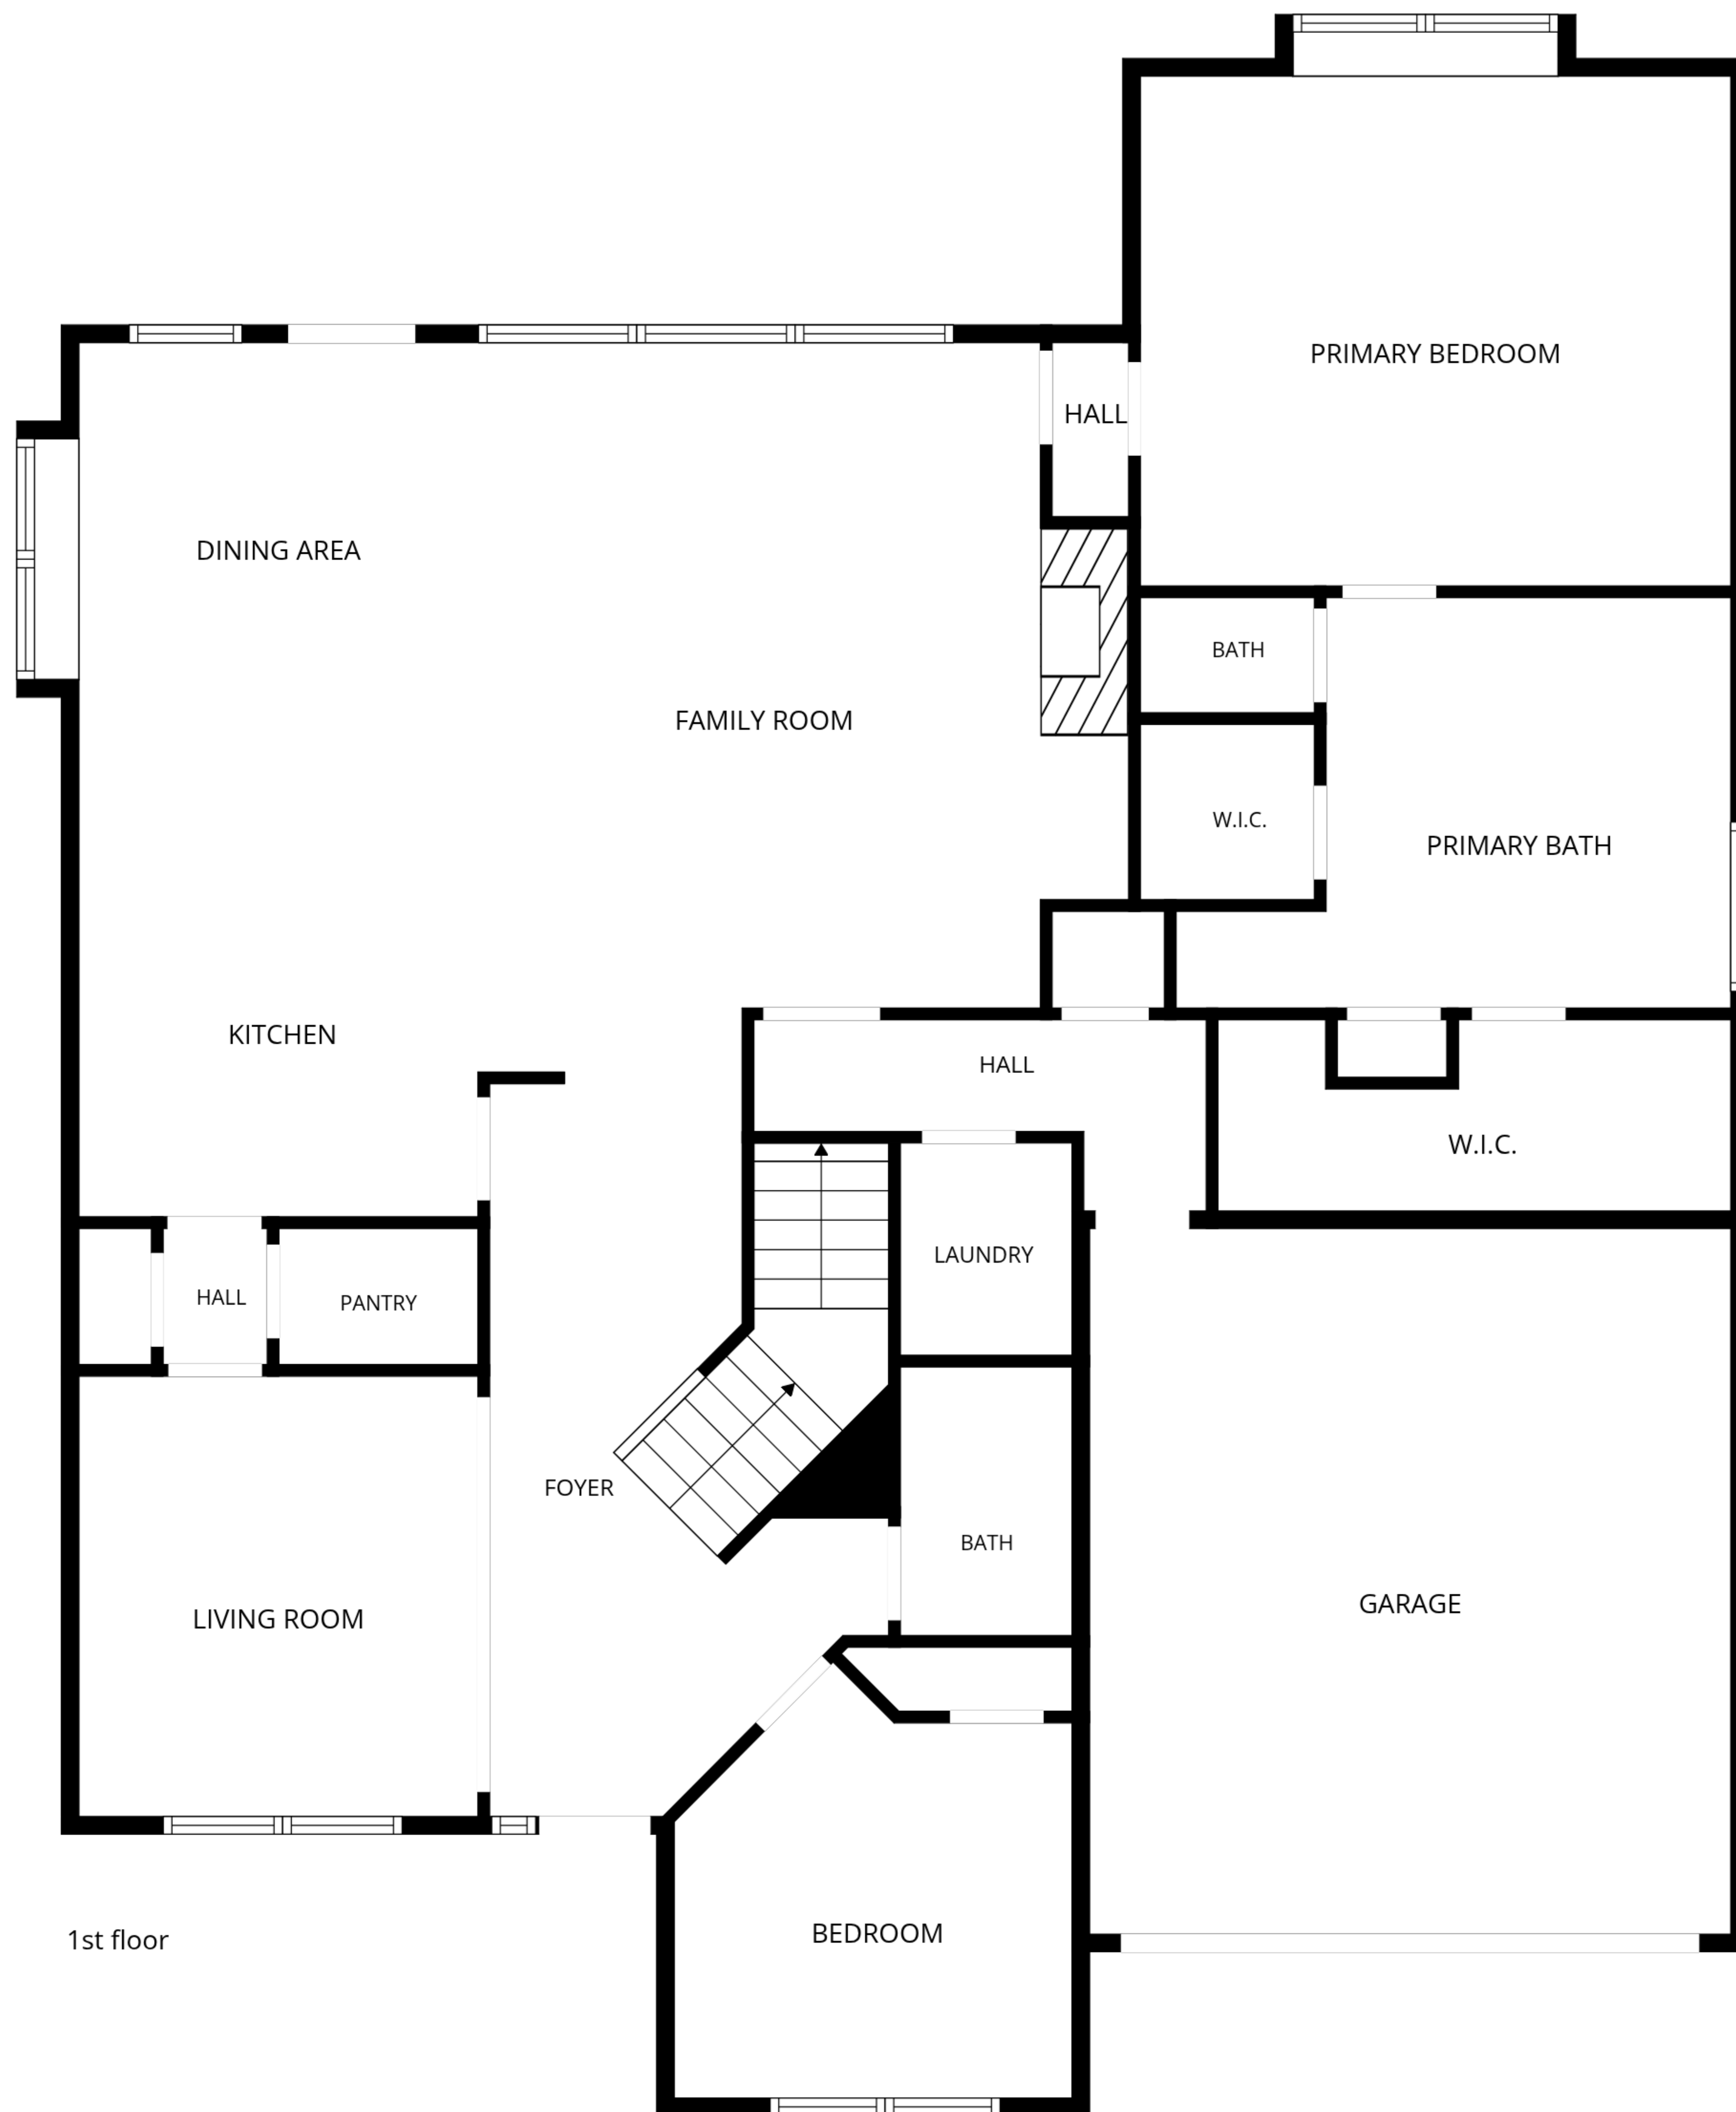 PRIMARY BEDROOM
HALL
DINING AREA
BATH
FAMILY ROOM
W.I.C.
PRIMARY BATH
KITCHEN
HALL
W.I.C.
LAUNDRY
HALL
PANTRY
FOYER
BATH
GARAGE
LIVING ROOM
BEDROOM
1st floor